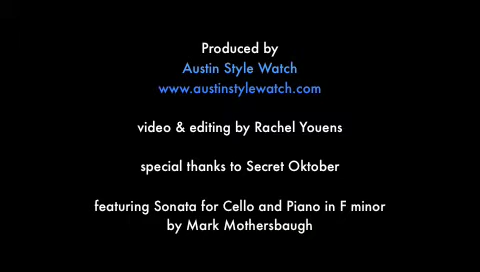 Produced by
Austin Style Watch
www.austinstylewatch.com
video & editing by Rachel Youens
special thanks to Secret Oktober
featuring Sonata for Cello and Piano in F minor
by Mark Mothersbaugh